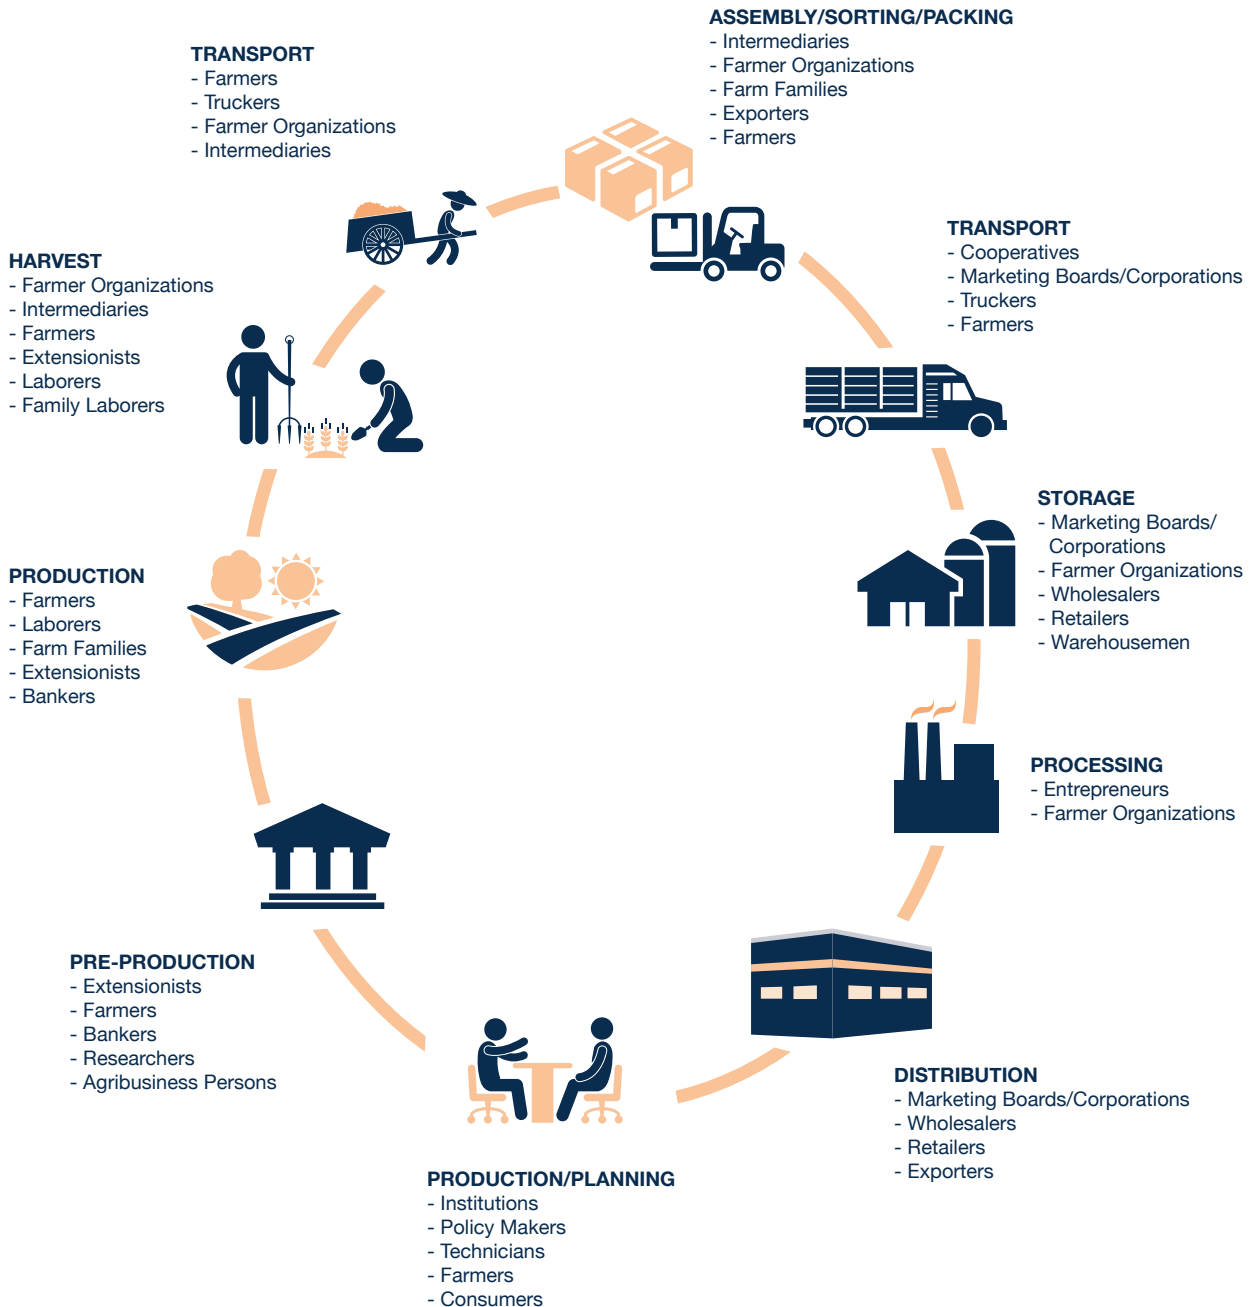 ASSEMBLY/SORTING/PACKING
- Intermediaries
- Farmer Organizations
- Farm Families
- Exporters
- Farmers
TRANSPORT
- Farmers
- Truckers
- Farmer Organizations
- Intermediaries
TRANSPORT
- Cooperatives
- Marketing Boards/Corporations
- Truckers
- Farmers
HARVEST
- Farmer Organizations
- Intermediaries
- Farmers
- Extensionists
- Laborers
- Family Laborers
STORAGE
- Marketing Boards/
Corporations
- Farmer Organizations
- Wholesalers
- Retailers
- Warehousemen
PRODUCTION
- Farmers
- Laborers
- Farm Families
- Extensionists
- Bankers
PROCESSING
- Entrepreneurs
- Farmer Organizations
PRE-PRODUCTION
- Extensionists
- Farmers
- Bankers
- Researchers
- Agribusiness Persons
DISTRIBUTION
- Marketing Boards/Corporations
- Wholesalers
- Retailers
- Exporters
PRODUCTION/PLANNING
- Institutions
- Policy Makers
- Technicians
- Farmers
- Consumers